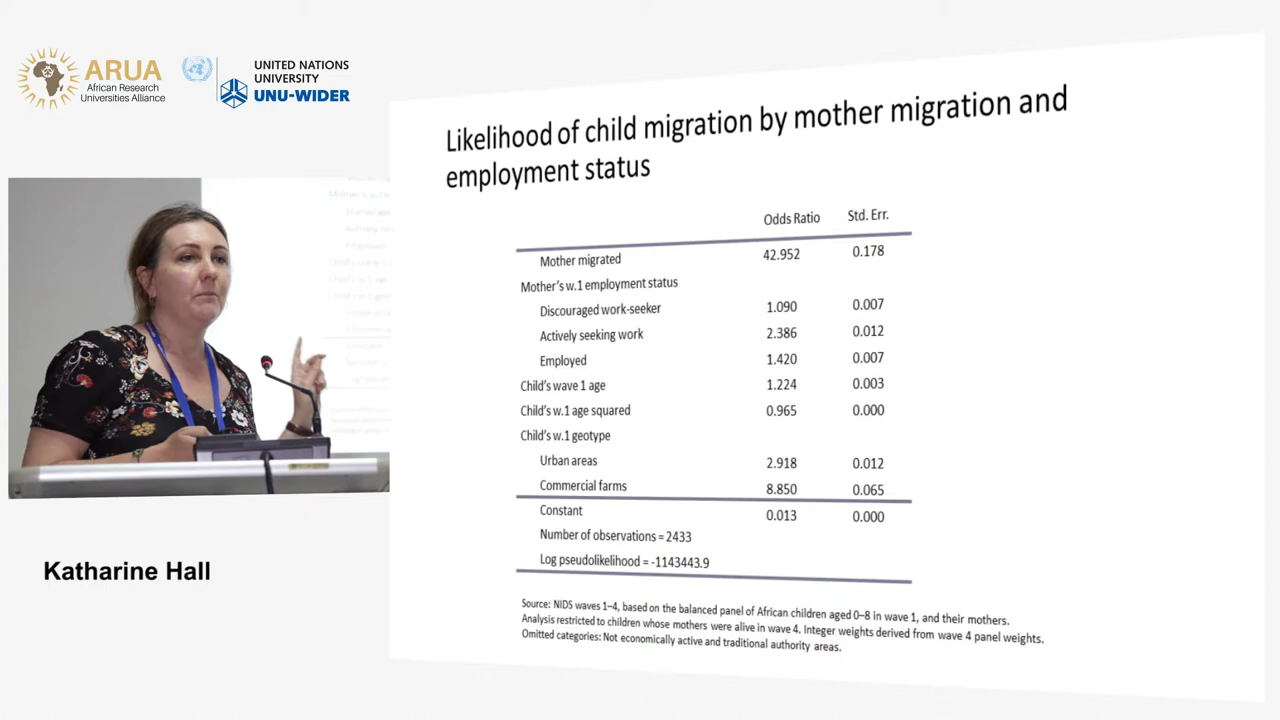 ARUA
African Research
Universities Alliance
UNITED NATIONS
UNIVERSITY
UNU-WIDER
Likelihood of child migration by mother migration and
employment status
Odds Ratio Std. Err.
Mother migrated 42.952 0.178
Mother's w.1 employment status
Discouraged work-seeker 1.090 0.007
Actively seeking work 2.386 0.012
Employed 1.420 0.007
Child's wave 1 age 1.224 0.003
Child's w.1 age squared 0.965 0.000
Child's w.1 geotype
Urban areas 2.918 0.012
Commercial farms 8.850 0.065
Constant 0.013 0.000
Number of observations = 2433
Log pseudolikelihood = -1143443.9
Source: NIDS waves 1–4, based on the balanced panel of African children aged 0–8 in wave 1, and their mothers.
Analysis restricted to children whose mothers were alive in wave 4. Integer weights derived from wave 4 panel weights.
Omitted categories: Not economically active and traditional authority areas.
Katharine Hall